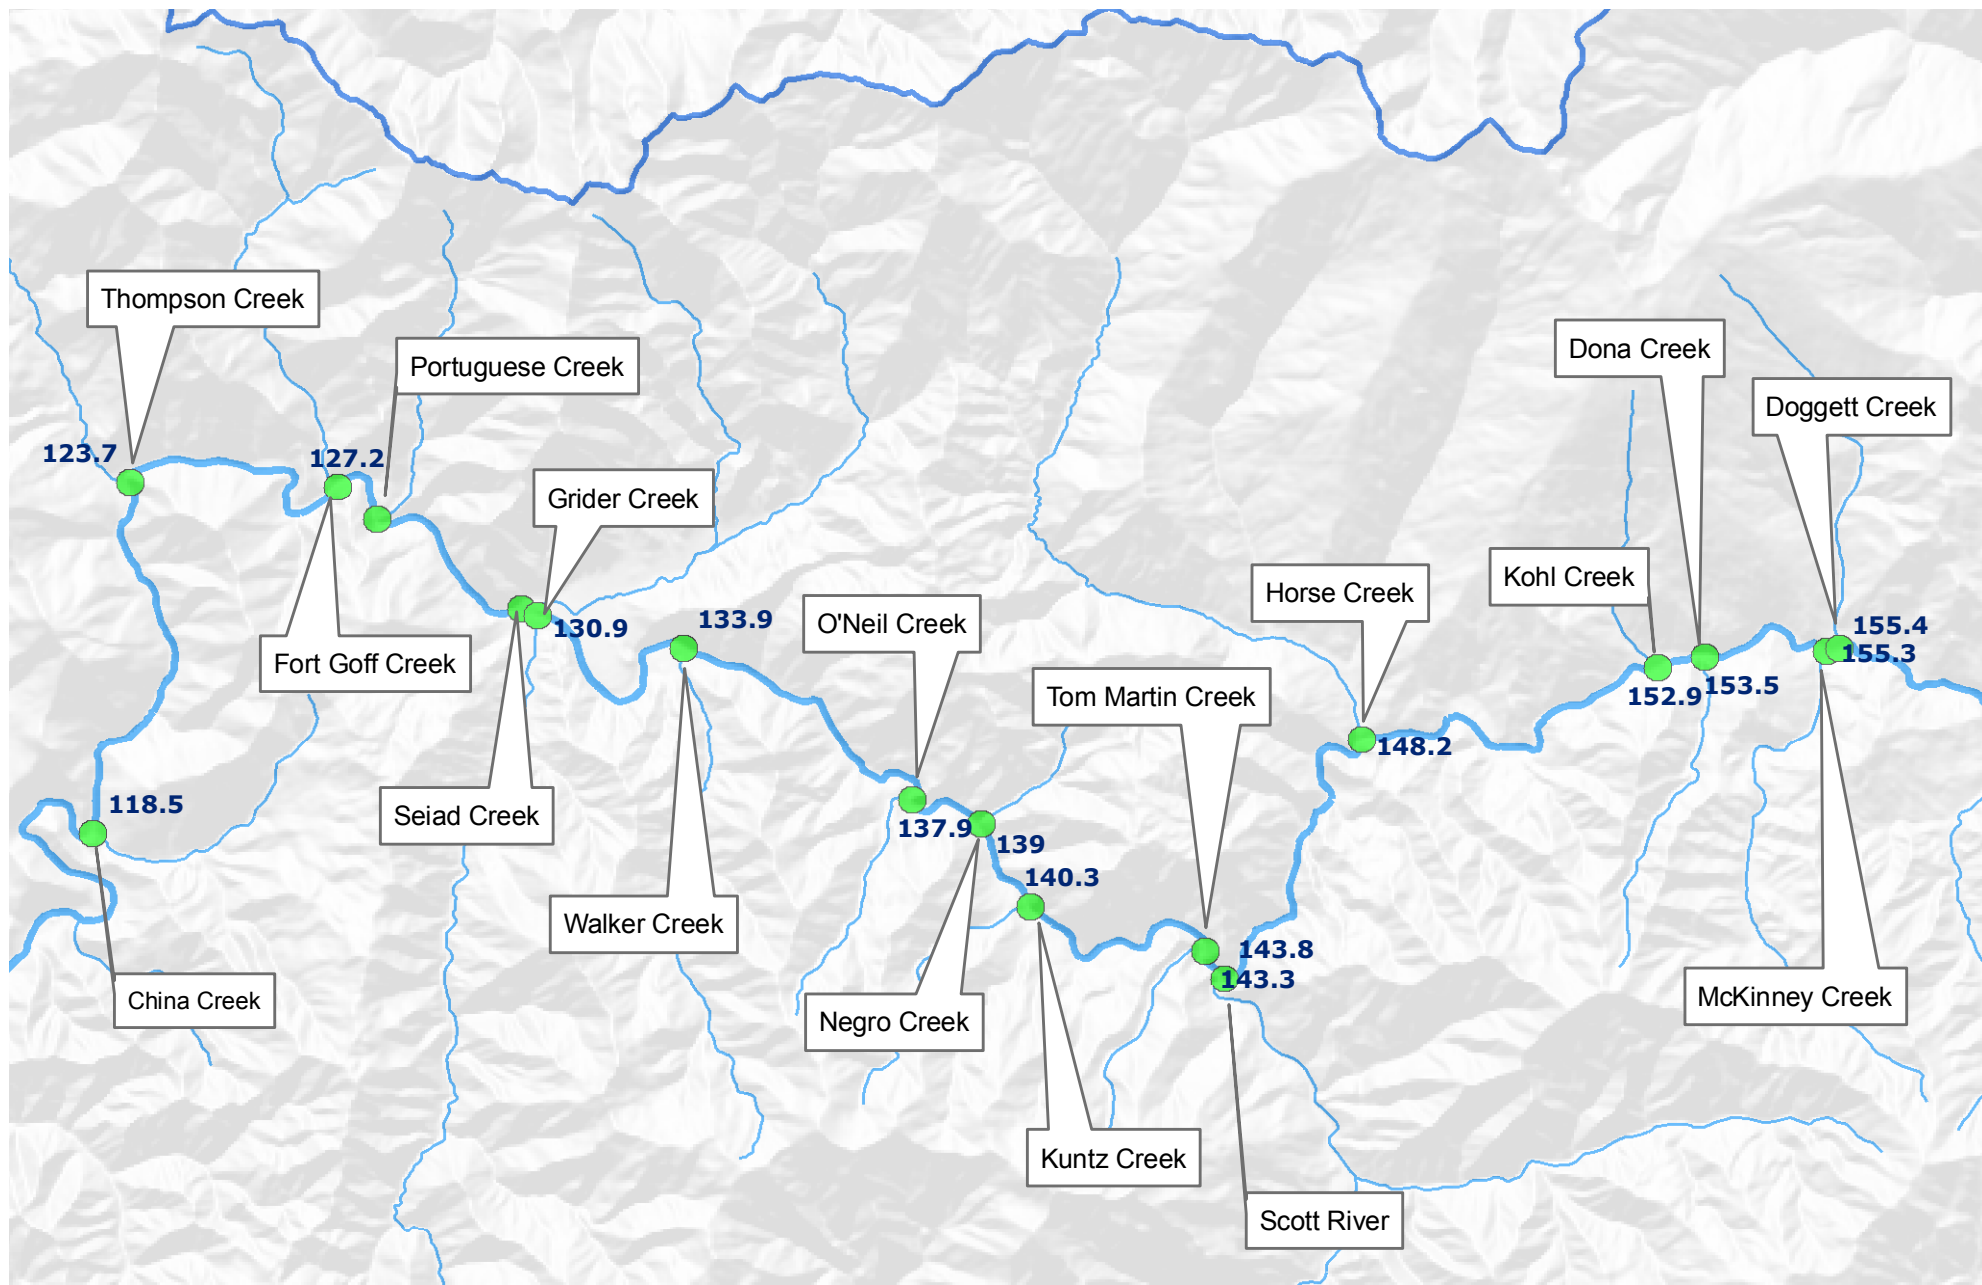 Thompson Creek
Dona Creek
Portuguese Creek
Doggett Creek
123.7
127.2
Grider Creek
Kohl Creek
Horse Creek
133.9
O'Neil Creek
130.9
155.4
155.3
Fort Goff Creek
Tom Martin Creek
152.9
153.5
148.2
118.5
Seiad Creek
137.9
139
140.3
Walker Creek
143.8
143.3
China Creek
McKinney Creek
Negro Creek
Kuntz Creek
Scott River